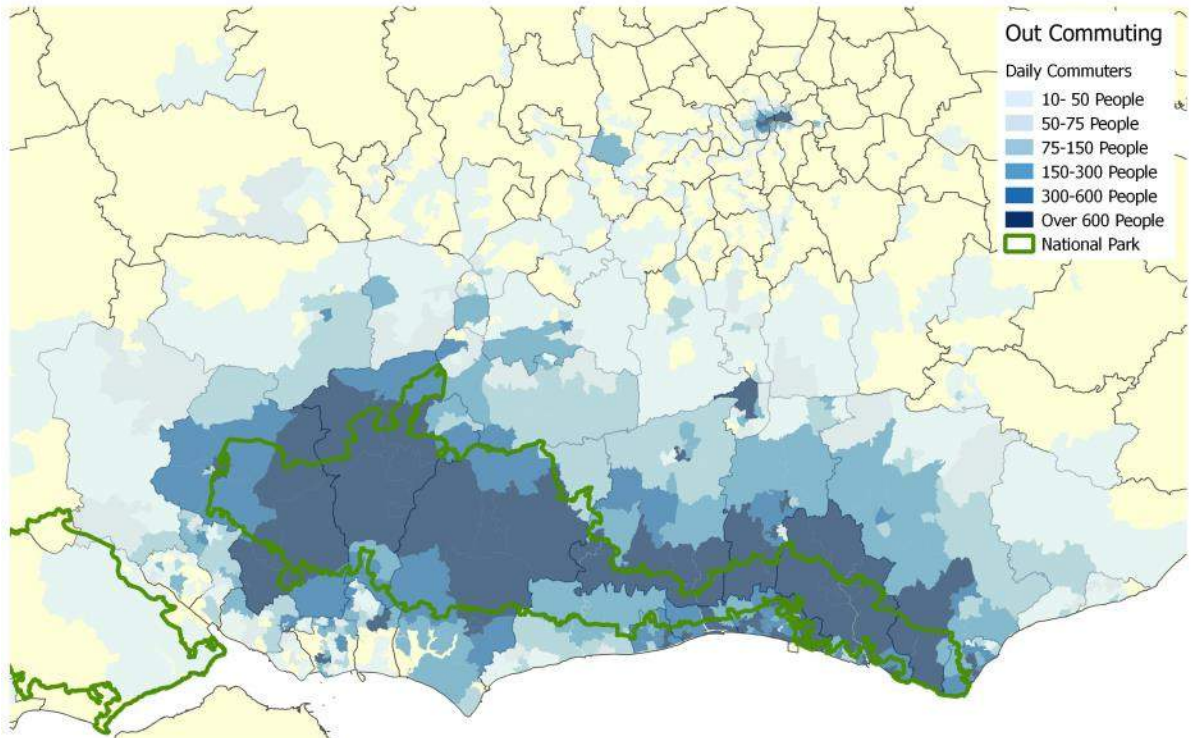 Out Commuting
Daily Commuters
10- 50 People
50-75 People
75-150 People
150-300 People
300-600 People
Over 600 People
National Park